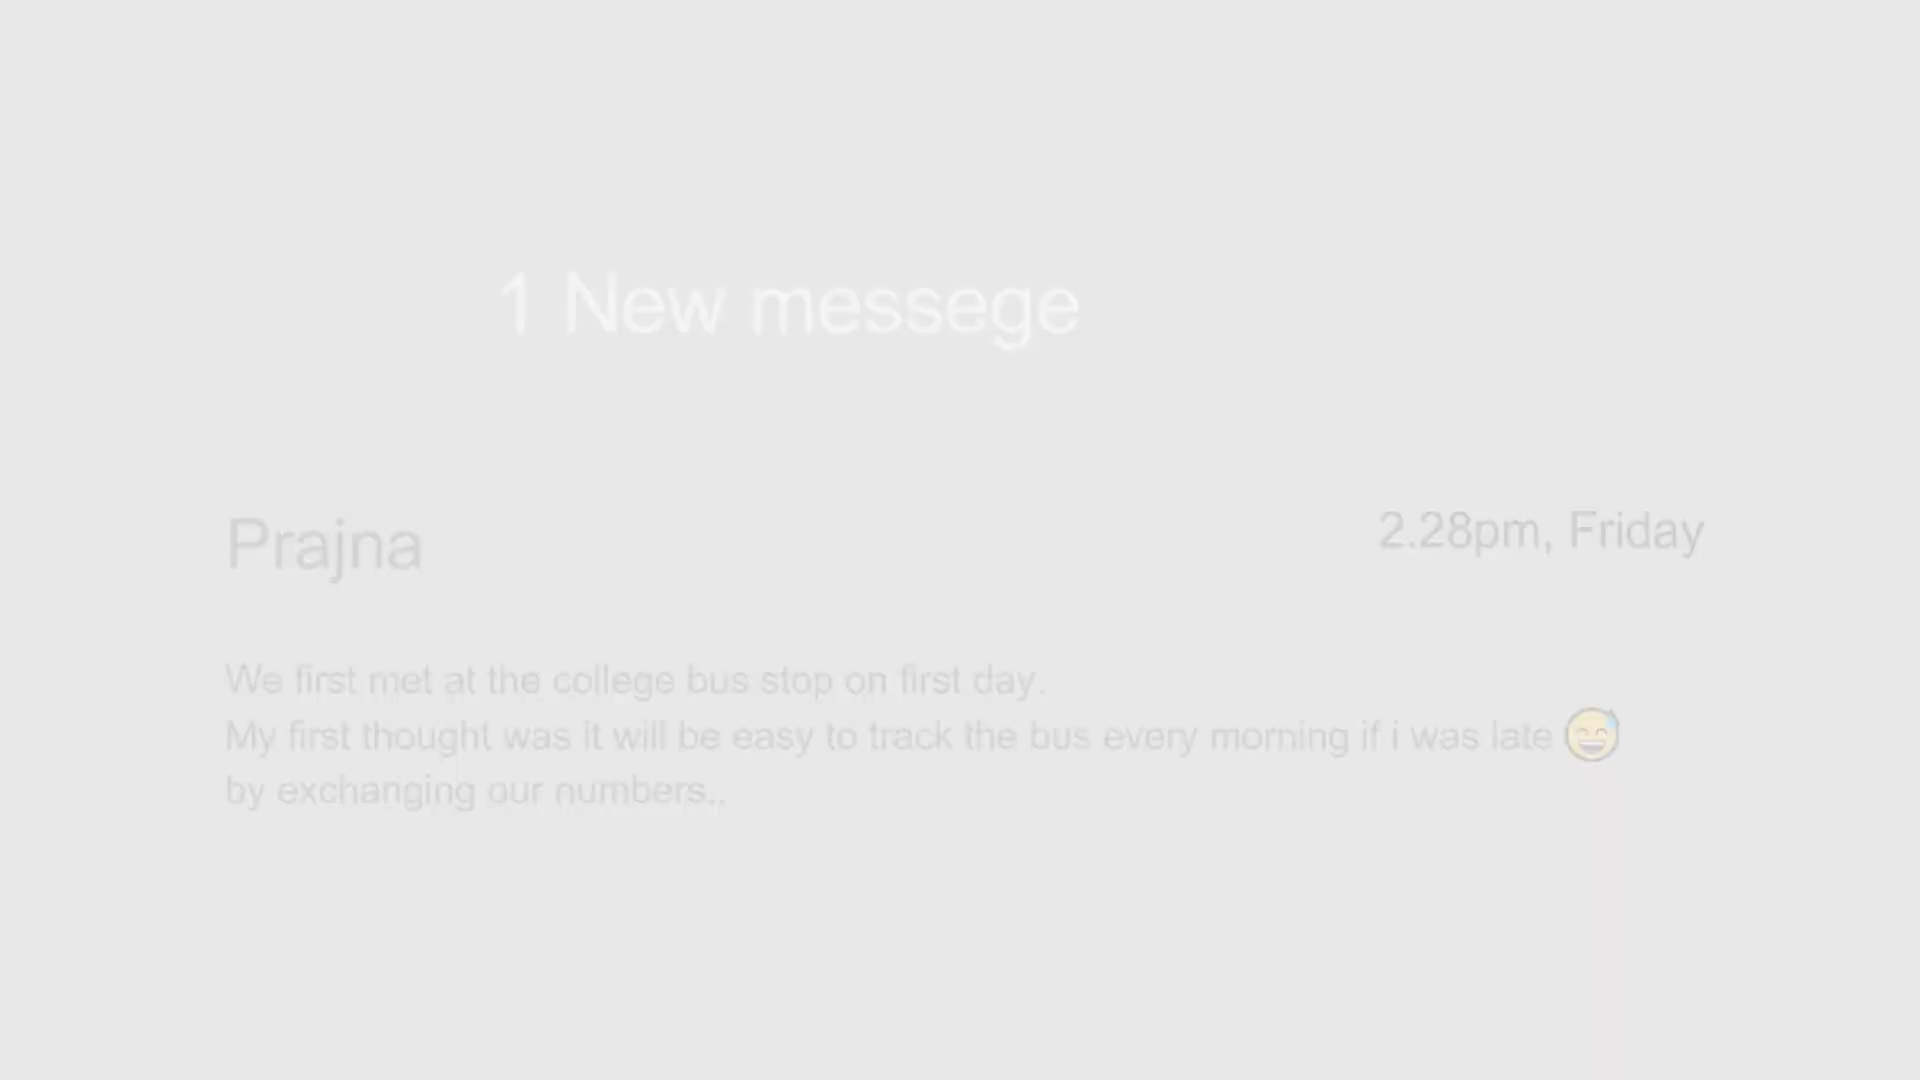 1 New messege
Prajna
2.28pm, Friday
We first met at the college bus stop on first day.
My first thought was it will be easy to track the bus every morning if i was late 😅
by exchanging our numbers..